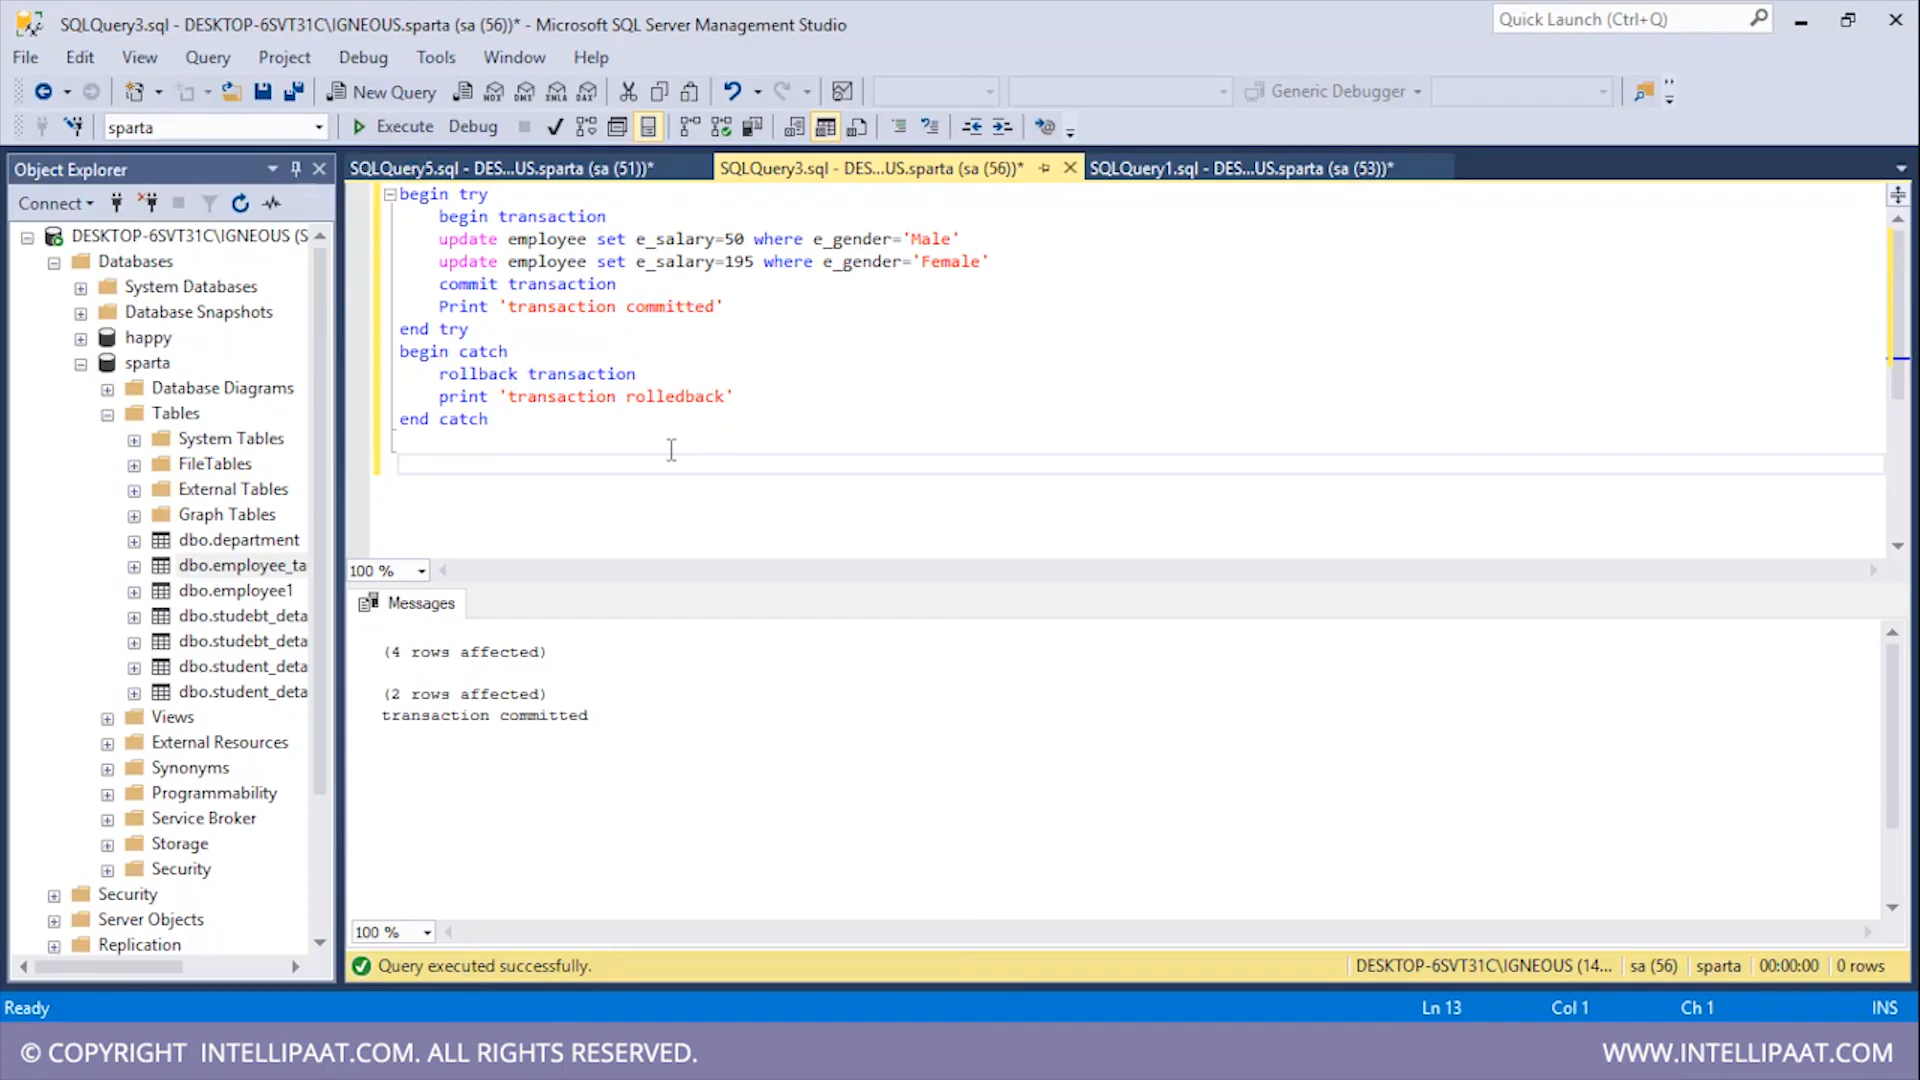 SQLQuery3.sql - DESKTOP-6SVT31C\IGNEOUS.sparta (sa (56))* - Microsoft SQL Server Management Studio
Quick Launch (Ctrl+Q)
File Edit View Query Project Debug Tools Window Help
New Query
Generic Debugger
sparta
Execute Debug
Object Explorer
Connect
DESKTOP-6SVT31C\IGNEOUS (S
Databases
System Databases
Database Snapshots
happy
sparta
Database Diagrams
Tables
System Tables
FileTables
External Tables
Graph Tables
dbo.department
dbo.employee_ta
dbo.employee1
dbo.studebt_deta
dbo.studebt_deta
dbo.student_deta
dbo.student_deta
Views
External Resources
Synonyms
Programmability
Service Broker
Storage
Security
Security
Server Objects
Replication
SQLQuery5.sql - DES...US.sparta (sa (51))*
SQLQuery3.sql - DES...US.sparta (sa (56))*
SQLQuery1.sql - DES...US.sparta (sa (53))*
begin try
begin transaction
update employee set e_salary=50 where e_gender='Male'
update employee set e_salary=195 where e_gender='Female'
commit transaction
Print 'transaction committed'
end try
begin catch
rollback transaction
print 'transaction rolledback'
end catch
100 %
Messages
(4 rows affected)
(2 rows affected)
transaction committed
100 %
Query executed successfully.
DESKTOP-6SVT31C\IGNEOUS (14... sa (56) sparta 00:00:00 0 rows
Ready
Ln 13 Col 1 Ch 1 INS
© COPYRIGHT INTELLIPAAT.COM. ALL RIGHTS RESERVED.
WWW.INTELLIPAAT.COM